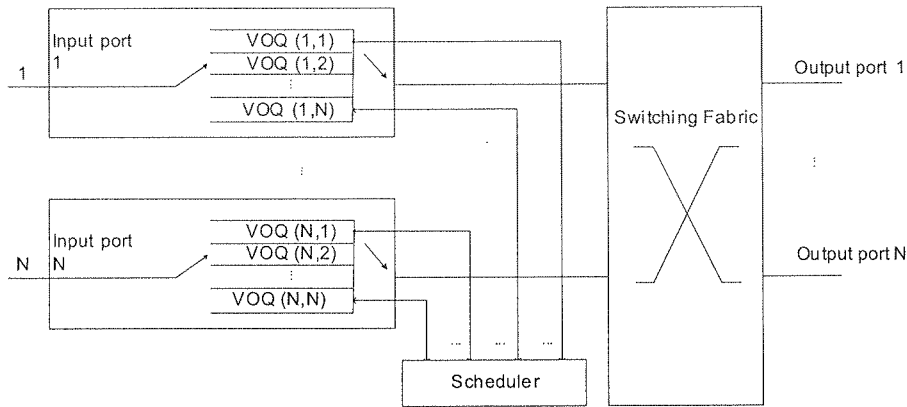 Input port
1
1
VOQ (1,1)
VOQ (1,2)
⋮
VOQ (1,N)
Switching Fabric
Output port 1
⋮
⋮
Input port
N
N
VOQ (N,1)
VOQ (N,2)
⋮
VOQ (N,N)
Output port N
... ... ...
Scheduler